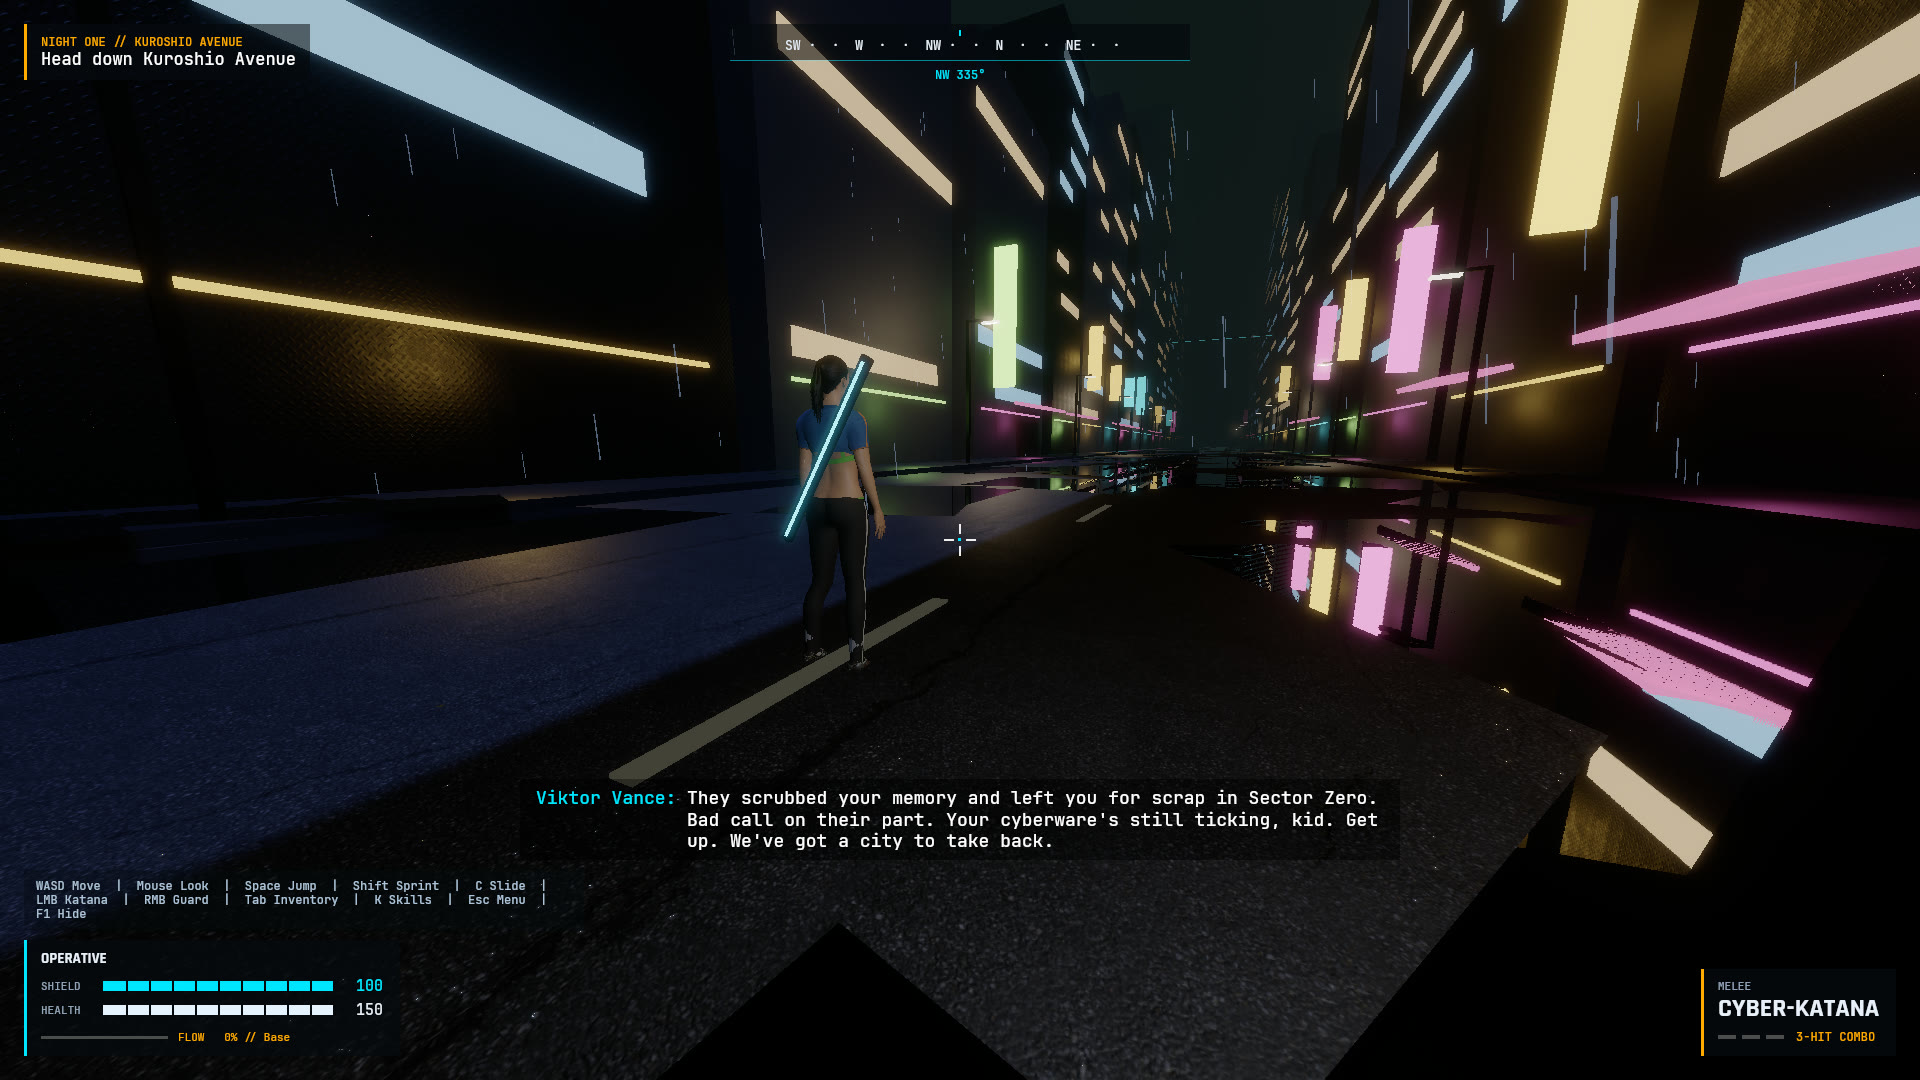 NIGHT ONE // KUROSHIO AVENUE
Head down Kuroshio Avenue
SW · · W · · NW · · N · · NE · ·
NW 335°
Viktor Vance: They scrubbed your memory and left you for scrap in Sector Zero.
Bad call on their part. Your cyberware's still ticking, kid. Get
up. We've got a city to take back.
WASD Move | Mouse Look | Space Jump | Shift Sprint | C Slide |
LMB Katana | RMB Guard | Tab Inventory | K Skills | Esc Menu |
F1 Hide
OPERATIVE
SHIELD 100
HEALTH 150
FLOW 0% // Base
MELEE
CYBER-KATANA
3-HIT COMBO